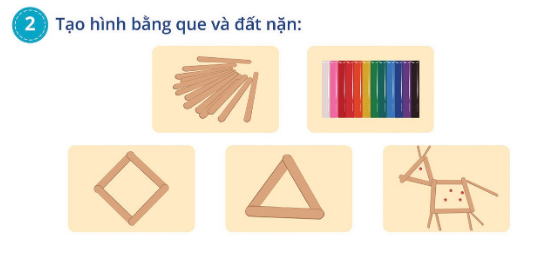 2 Tạo hình bằng que và đất nặn: